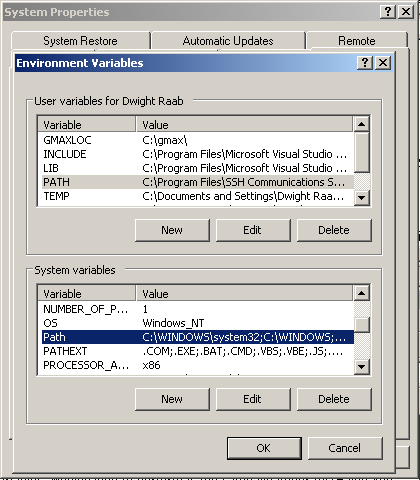 System Properties
System Restore Automatic Updates Remote
Environment Variables
User variables for Dwight Raab
Variable Value
GMAXLOC C:\gmax\
INCLUDE C:\Program Files\Microsoft Visual Studio ...
LIB C:\Program Files\Microsoft Visual Studio ...
PATH C:\Program Files\SSH Communications S...
TEMP C:\Documents and Settings\Dwight Raa...
New Edit Delete
System variables
Variable Value
NUMBER_OF_P... 1
OS Windows_NT
Path C:\WINDOWS\system32;C:\WINDOWS;...
PATHEXT .COM;.EXE;.BAT;.CMD;.VBS;.VBE;.JS;....
PROCESSOR_A... x86
New Edit Delete
OK Cancel